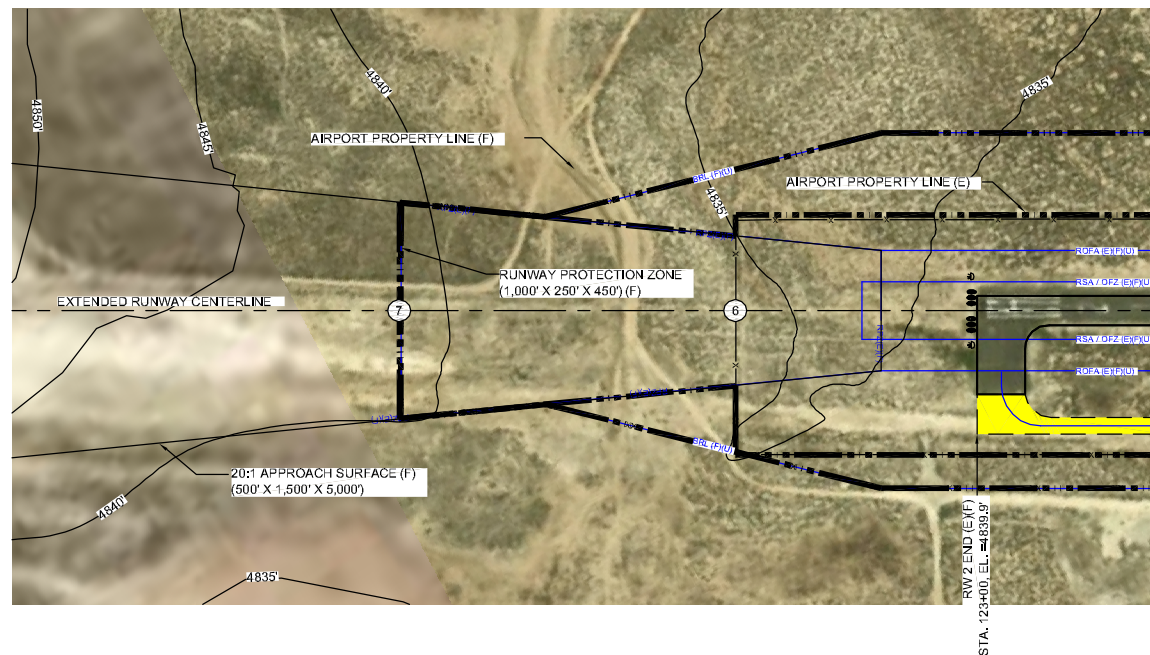 4840'
4835'
4835'
4850'
4845'
AIRPORT PROPERTY LINE (F)
BRL (F)(U)
AIRPORT PROPERTY LINE (E)
4835'
ROFA (E)(F)(U)
RUNWAY PROTECTION ZONE
(1,000' X 250' X 450') (F)
RSA / OFZ (E)(F)(U)
EXTENDED RUNWAY CENTERLINE
7
6
RSA / OFZ (E)(F)(U
ROFA (E)(F)(U)
BRL (F)(U)
20:1 APPROACH SURFACE (F)
(500' X 1,500' X 5,000')
4840'
4835'
RW 2 END (E)(F)
STA. 123+00, EL. =4839.9'